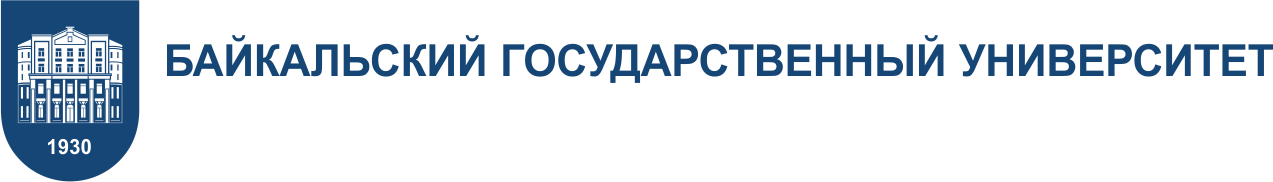 БАЙКАЛЬСКИЙ ГОСУДАРСТВЕННЫЙ УНИВЕРСИТЕТ
1930